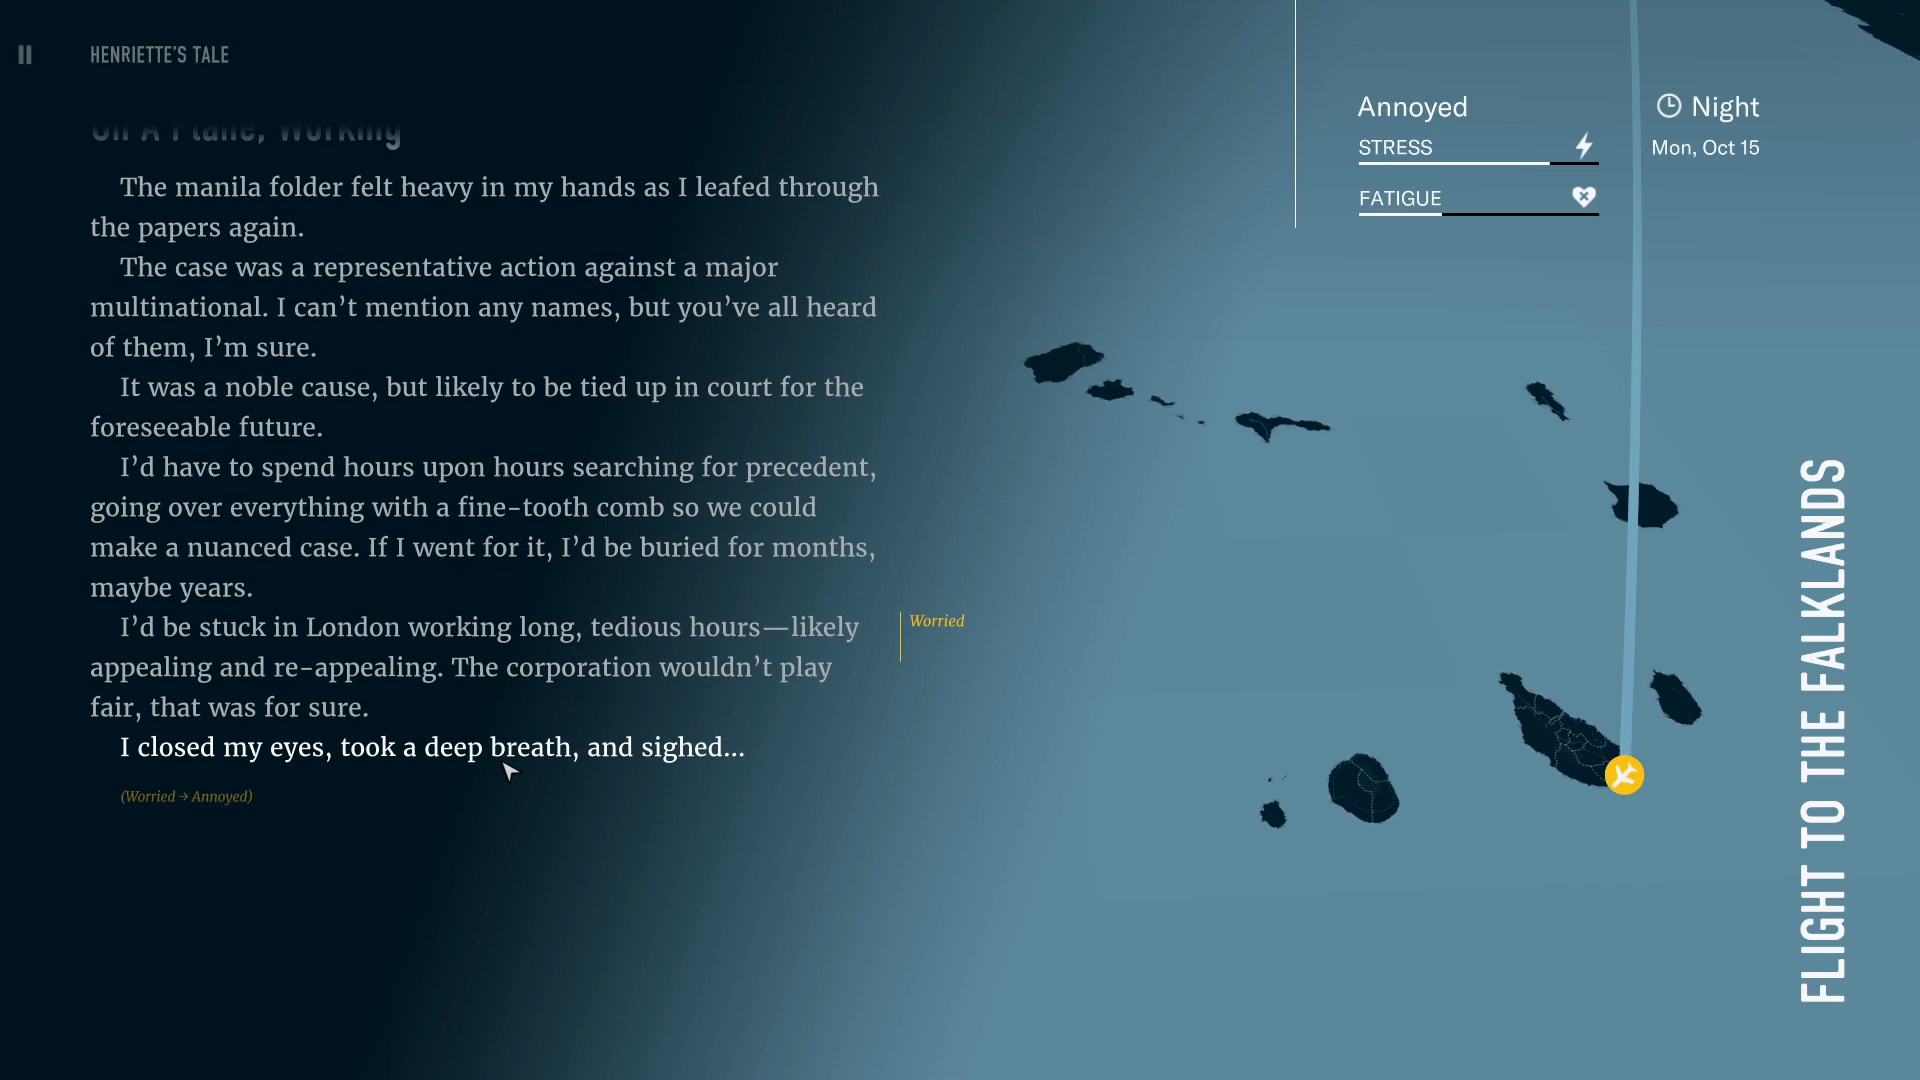 HENRIETTE'S TALE
On A Plane, Working
The manila folder felt heavy in my hands as I leafed through
the papers again.
The case was a representative action against a major
multinational. I can’t mention any names, but you’ve all heard
of them, I’m sure.
It was a noble cause, but likely to be tied up in court for the
foreseeable future.
I’d have to spend hours upon hours searching for precedent,
going over everything with a fine-tooth comb so we could
make a nuanced case. If I went for it, I’d be buried for months,
maybe years.
I’d be stuck in London working long, tedious hours—likely
appealing and re-appealing. The corporation wouldn’t play
fair, that was for sure.
Worried
I closed my eyes, took a deep breath, and sighed...
(Worried → Annoyed)
Annoyed
STRESS
FATIGUE
Night
Mon, Oct 15
FLIGHT TO THE FALKLANDS